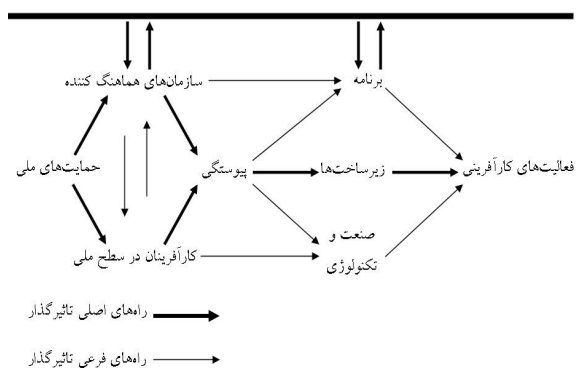 سازمان‌های هماهنگ کننده
برنامه
حمایت‌های ملی
پیوستگی
زیرساخت‌ها
فعالیت‌های کارآفرینی
کارآفرینان در سطح ملی
صنعت و
تکنولوژی
راه‌های اصلی تاثیرگذار
راه‌های فرعی تاثیرگذار